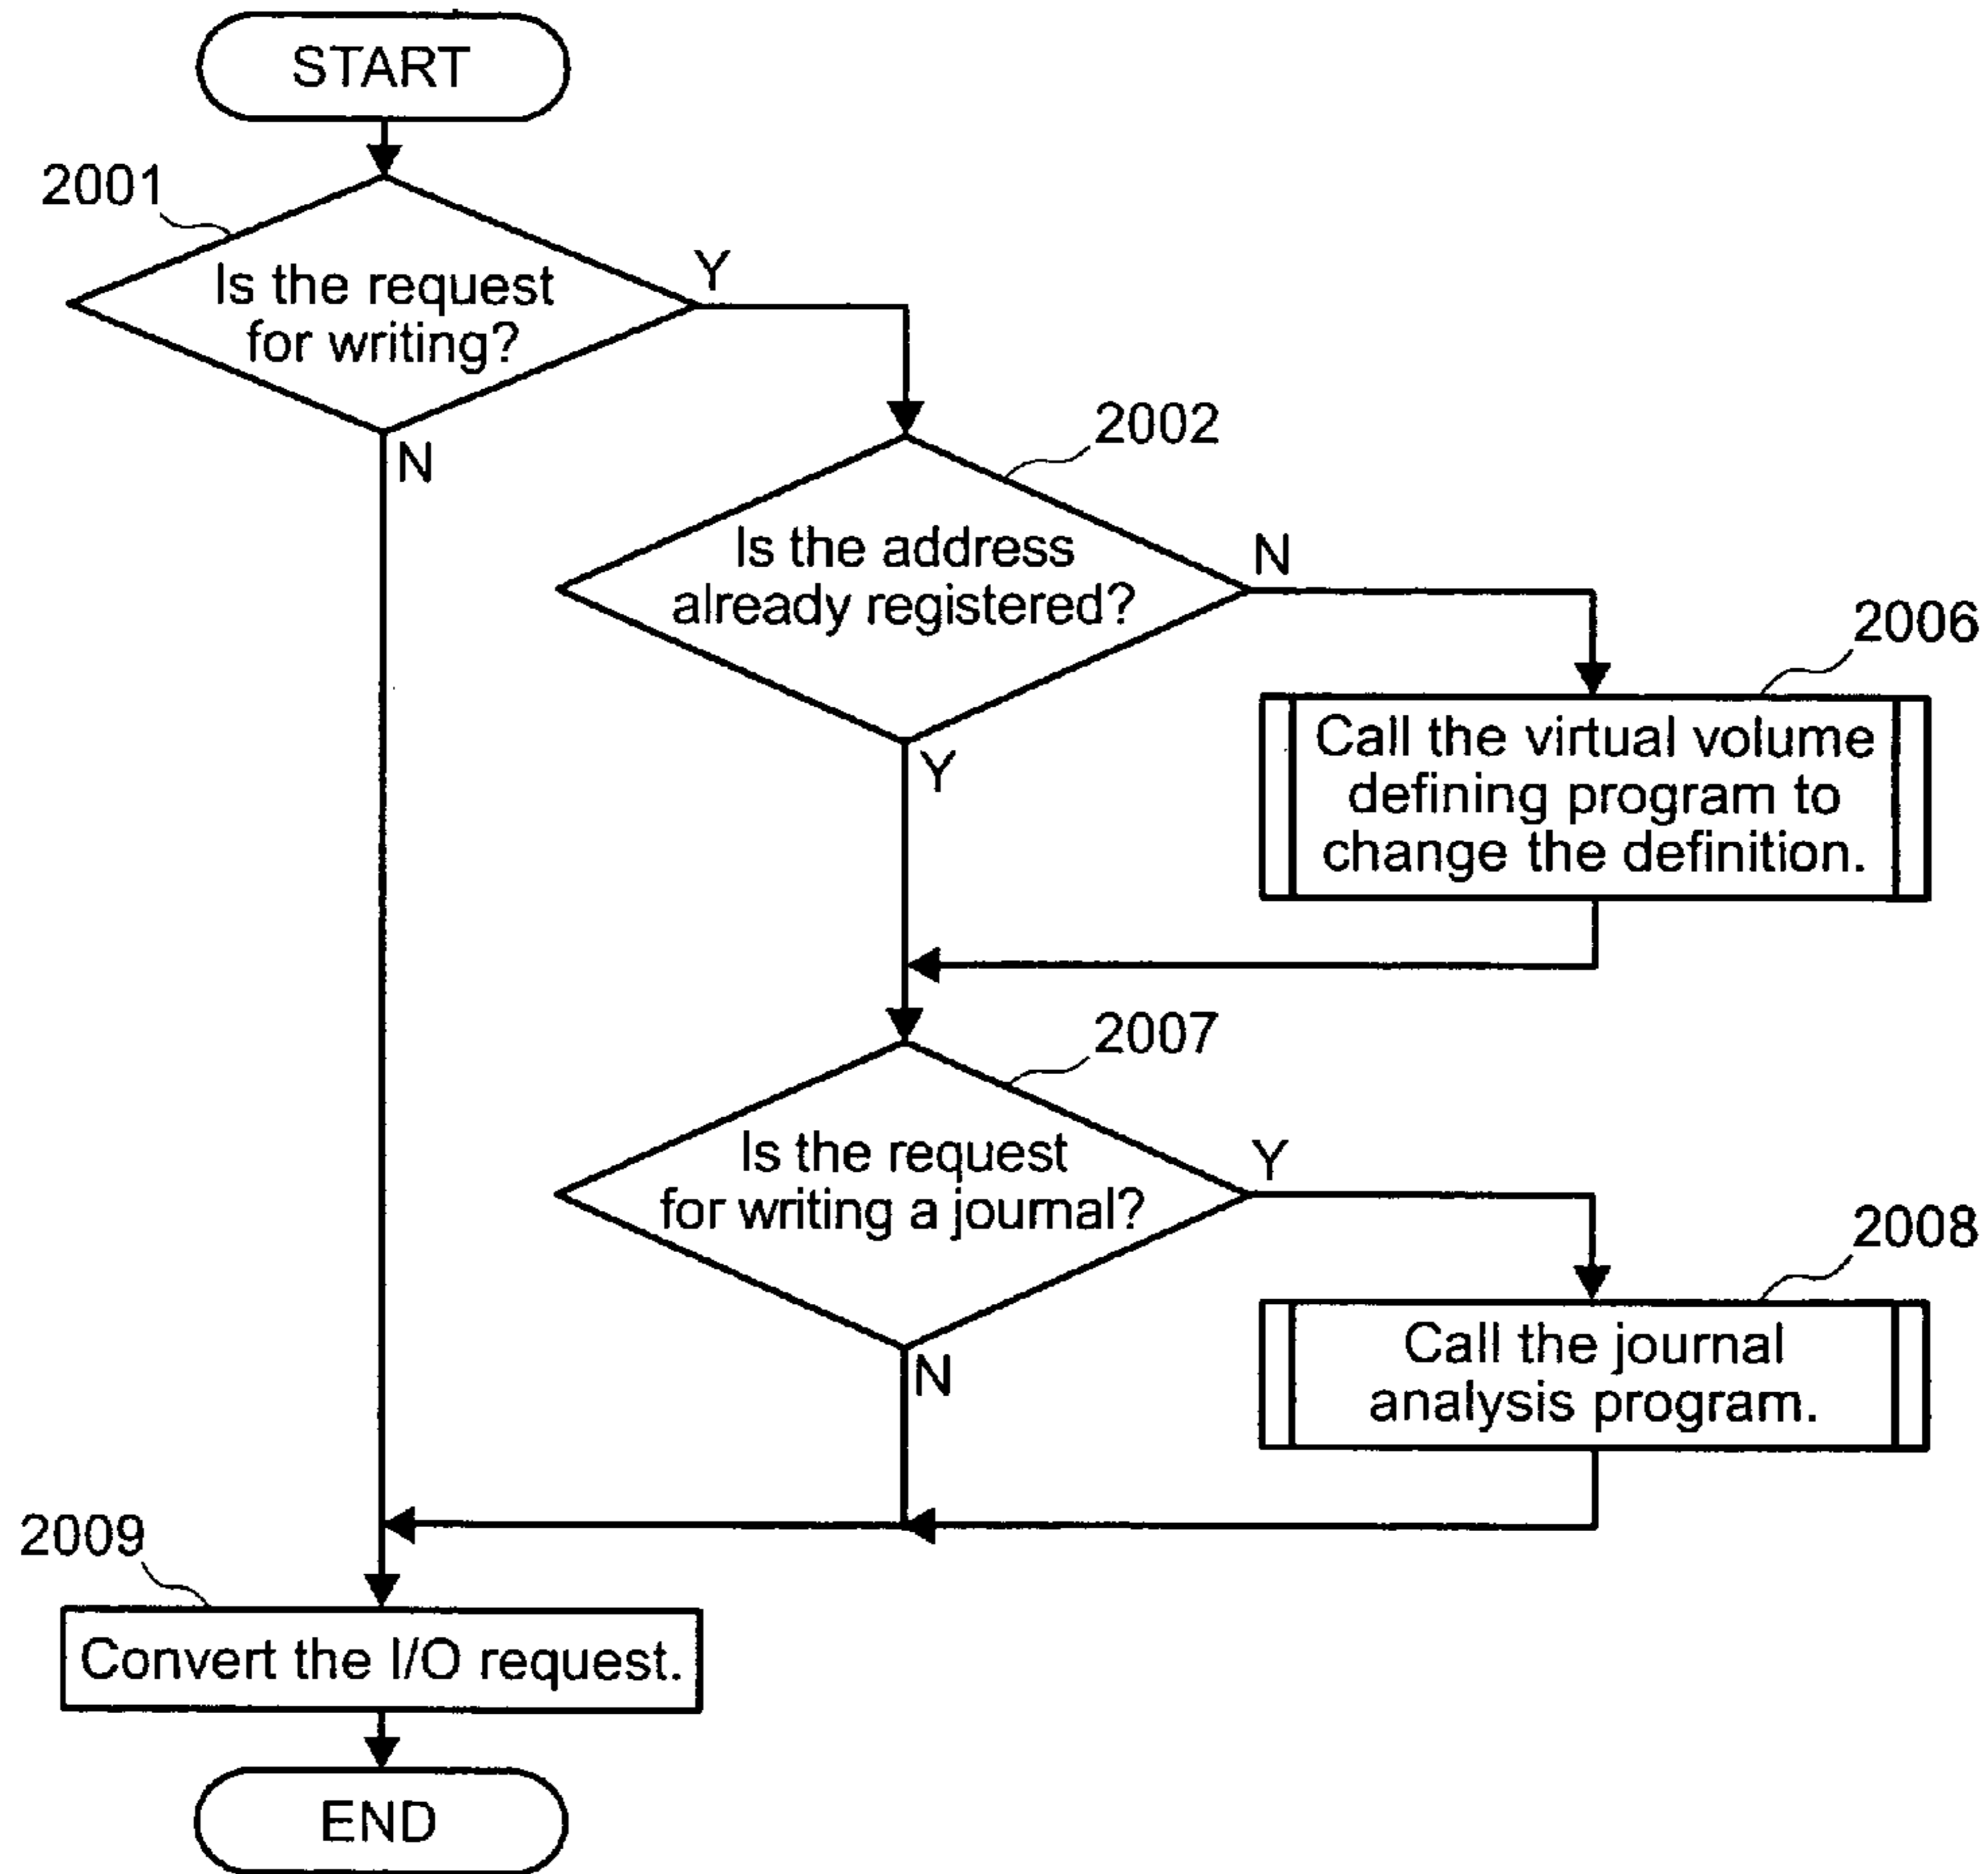 START
2001
Is the request
for writing?
Y
N
2002
Is the address
already registered?
N
Y
2006
Call the virtual volume
defining program to
change the definition.
2007
Is the request
for writing a journal?
Y
N
2008
Call the journal
analysis program.
2009
Convert the I/O request.
END